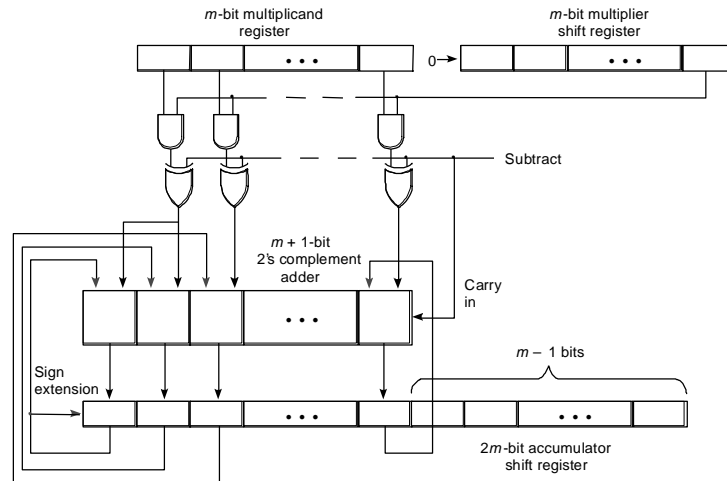 m-bit multiplicand
register
m-bit multiplier
shift register
0
Subtract
m + 1-bit
2's complement
adder
Carry
in
m – 1 bits
Sign
extension
2m-bit accumulator
shift register